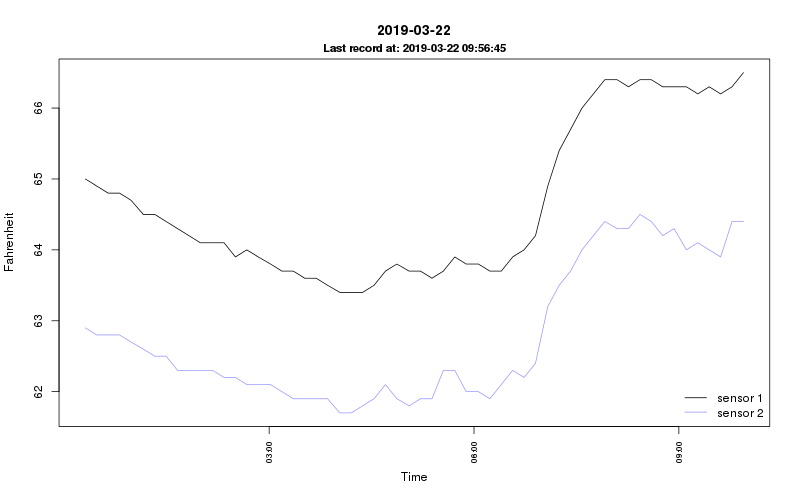 2019-03-22
Last record at: 2019-03-22 09:56:45
Fahrenheit
66
65
64
63
62
sensor 1
sensor 2
03:00
06:00
09:00
Time